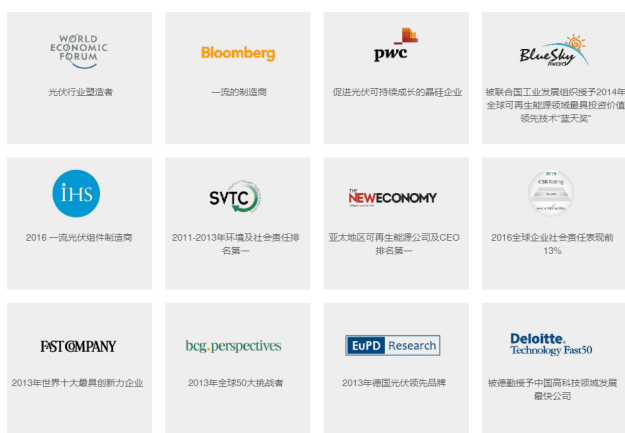 WORLD
ECONOMIC
FORUM
光伏行业塑造者
Bloomberg
一流的制造商
pwc
促进光伏可持续成长的晶硅企业
BlueSky
AWARDS
被联合国工业发展组织授予2014年
全球可再生能源领域最具投资价值
领先技术“蓝天奖”
IHS
2016 一流光伏组件制造商
SVTC
2011-2013年环境及社会责任排
名第一
THE
NEWECONOMY
亚太地区可再生能源公司及CEO
排名第一
2016
CSR Rating
2016全球企业社会责任表现前
13%
FAST COMPANY
2013年世界十大最具创新力企业
bcg.perspectives
2013年全球50大挑战者
EuPD Research
2013年德国光伏领先品牌
Deloitte.
Technology Fast50
被德勤授予中国高科技领域发展
最快公司